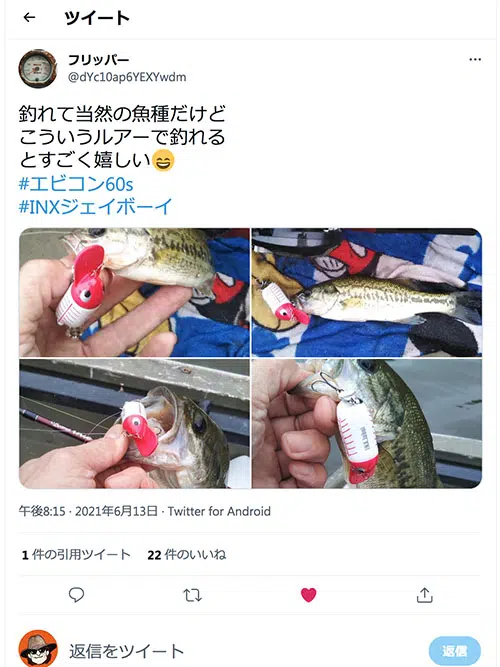 ツイート
フリッパー
@dYc10ap6YEXYwdm
釣れて当然の魚種だけど
こういうルアーで釣れる
とすごく嬉しい😄
#エビコン60s
#INXジェイボーイ
午後8:15 · 2021年6月13日 · Twitter for Android
1 件の引用ツイート 22 件のいいね
返信をツイート
返信